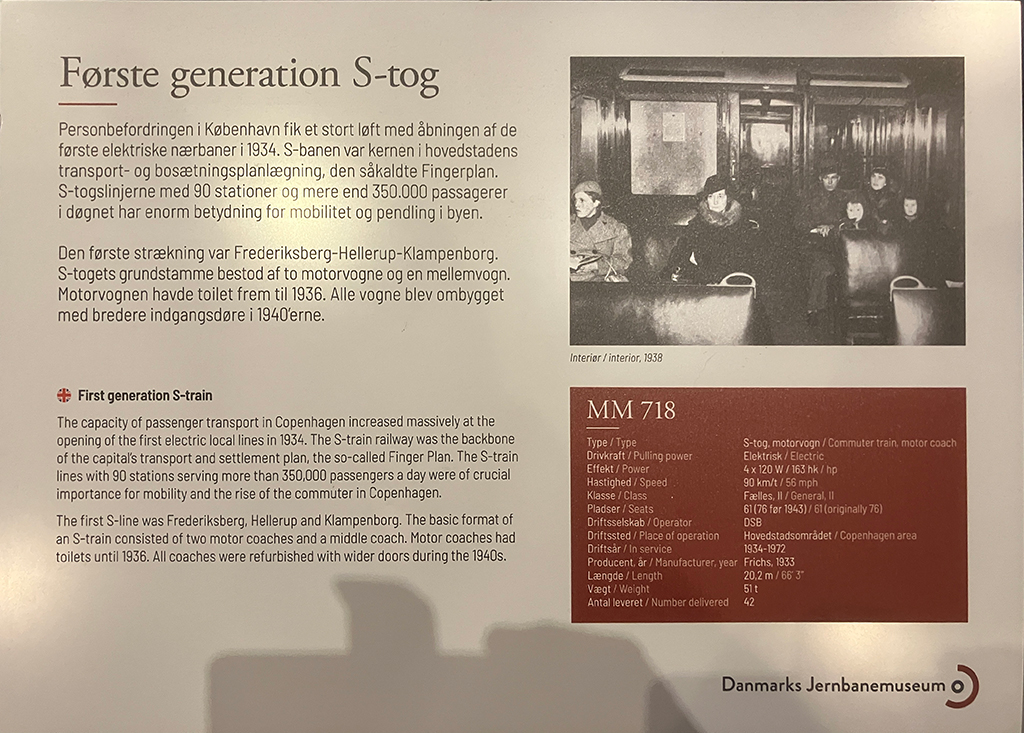 Første generation S-tog
Personbefordringen i København fik et stort løft med åbningen af de
første elektriske nærbaner i 1934. S-banen var kernen i hovedstadens
transport- og bosætningsplanlægning, den såkaldte Fingerplan.
S-togslinjerne med 90 stationer og mere end 350.000 passagerer
i døgnet har enorm betydning for mobilitet og pendling i byen.
Den første strækning var Frederiksberg-Hellerup-Klampenborg.
S-togets grundstamme bestod af to motorvogne og en mellemvogn.
Motorvognen havde toilet frem til 1936. Alle vogne blev ombygget
med bredere indgangsdøre i 1940'erne.
First generation S-train
The capacity of passenger transport in Copenhagen increased massively at the
opening of the first electric local lines in 1934. The S-train railway was the backbone
of the capital's transport and settlement plan, the so-called Finger Plan. The S-train
lines with 90 stations serving more than 350,000 passengers a day were of crucial
importance for mobility and the rise of the commuter in Copenhagen.
The first S-line was Frederiksberg, Hellerup and Klampenborg. The basic format of
an S-train consisted of two motor coaches and a middle coach. Motor coaches had
toilets until 1936. All coaches were refurbished with wider doors during the 1940s.
Interiør / interior, 1938
MM 718
Type / Type S-tog, motorvogn / Commuter train, motor coach
Drivkraft / Pulling power Elektrisk / Electric
Effekt / Power 4 x 120 W / 163 hk / hp
Hastighed / Speed 90 km/t / 56 mph
Klasse / Class Fælles, II / General, II
Pladser / Seats 61 (76 før 1943) / 61 (originally 76)
Driftsselskab / Operator DSB
Driftssted / Place of operation Hovedstadsområdet / Copenhagen area
Driftsår / In service 1934-1972
Producent, år / Manufacturer, year Frichs, 1933
Længde / Length 20,2 m / 66' 3"
Vægt / Weight 51 t
Antal leveret / Number delivered 42
Danmarks Jernbanemuseum